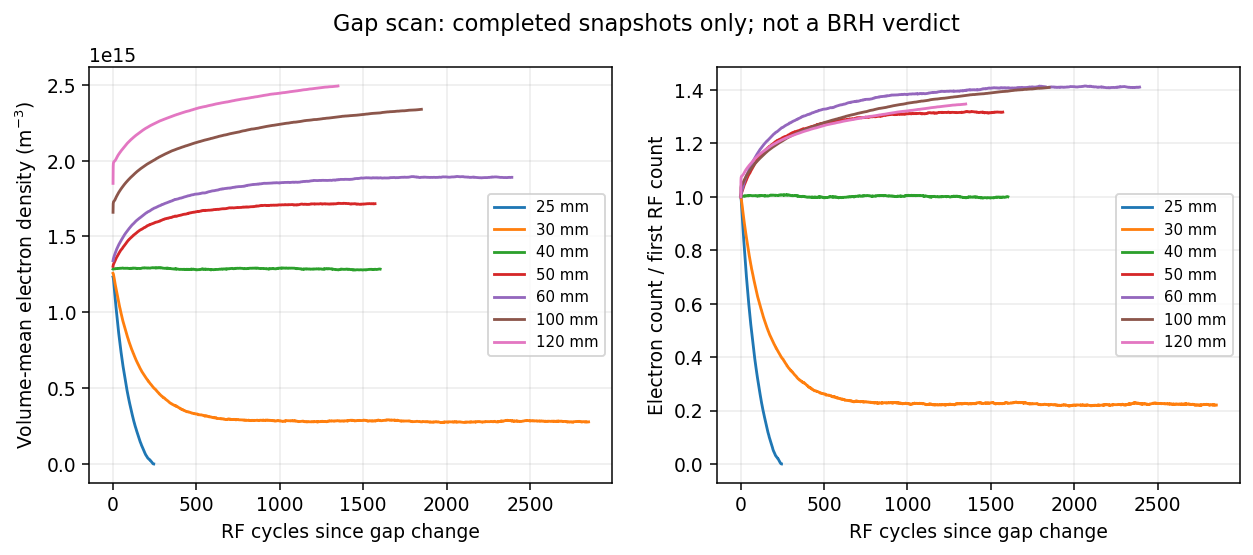 Gap scan: completed snapshots only; not a BRH verdict
1e15
Volume-mean electron density (m⁻³)
2.5
2.0
1.5
1.0
0.5
0.0
0 500 1000 1500 2000 2500
RF cycles since gap change
25 mm
30 mm
40 mm
50 mm
60 mm
100 mm
120 mm
Electron count / first RF count
1.4
1.2
1.0
0.8
0.6
0.4
0.2
0.0
0 500 1000 1500 2000 2500
RF cycles since gap change
25 mm
30 mm
40 mm
50 mm
60 mm
100 mm
120 mm